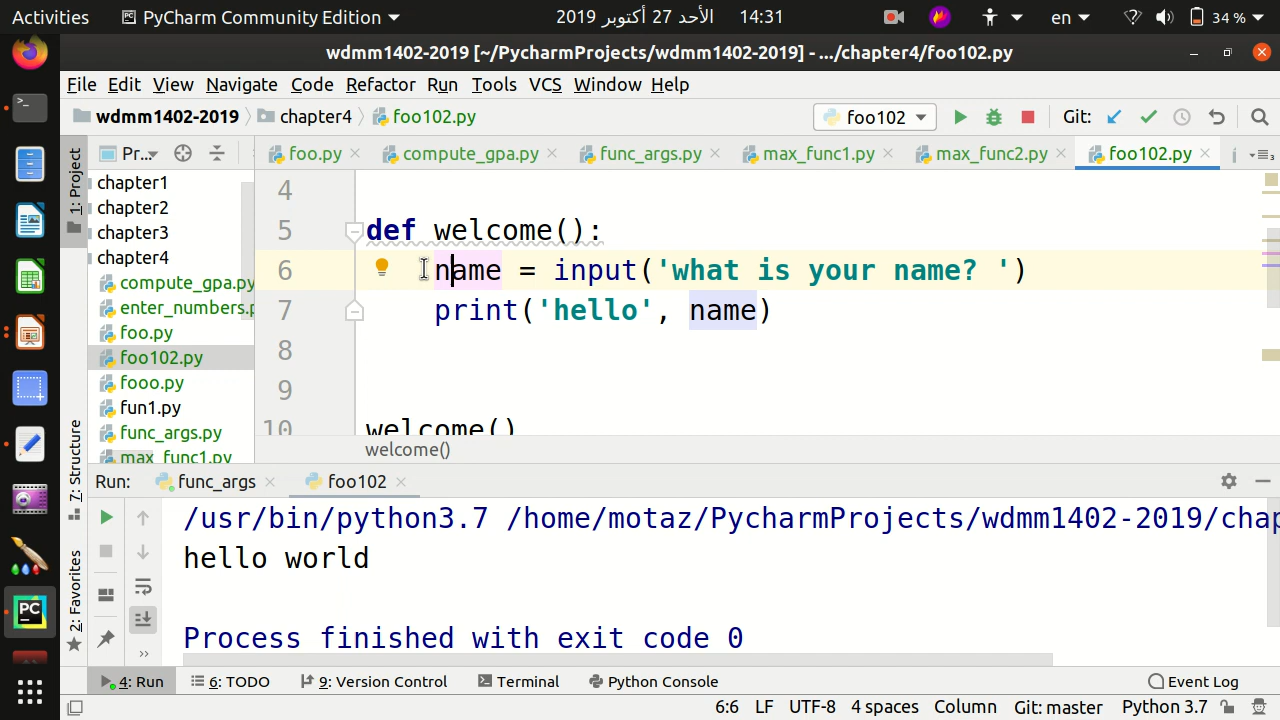 Activities PyCharm Community Edition الأحد 27 أكتوبر 2019 14:31 en 34 %
wdmm1402-2019 [~/PycharmProjects/wdmm1402-2019] - .../chapter4/foo102.py
File Edit View Navigate Code Refactor Run Tools VCS Window Help
wdmm1402-2019 chapter4 foo102.py foo102 Git:
1: Project Pr... foo.py compute_gpa.py func_args.py max_func1.py max_func2.py foo102.py
chapter1
chapter2
chapter3
chapter4
compute_gpa.py
enter_numbers.p
foo.py
foo102.py
fooo.py
fun1.py
func_args.py
max_func1.py
4
5 def welcome():
6 name = input('what is your name? ')
7 print('hello', name)
8
9
10 welcome()
welcome()
7: Structure
2: Favorites
Run: func_args foo102
/usr/bin/python3.7 /home/motaz/PycharmProjects/wdmm1402-2019/chap
hello world
Process finished with exit code 0
4: Run 6: TODO 9: Version Control Terminal Python Console Event Log
6:6 LF UTF-8 4 spaces Column Git: master Python 3.7